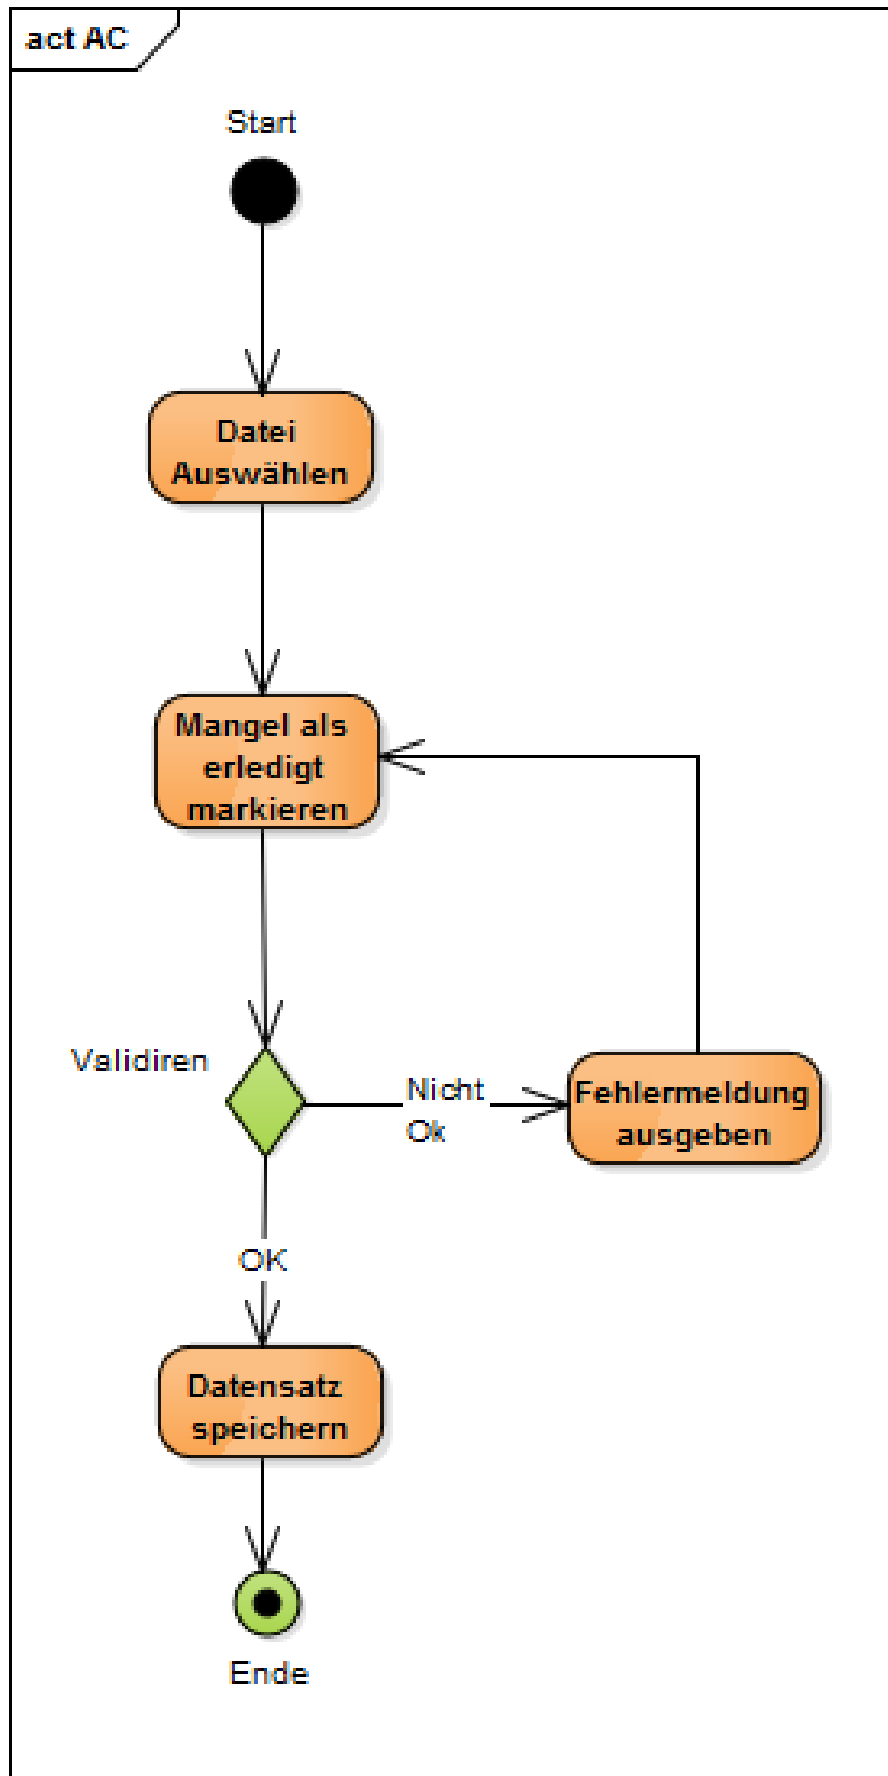 act AC
Start
Datei
Auswählen
Mangel als
erledigt
markieren
Validiren
Nicht
Ok
Fehlermeldung
ausgeben
OK
Datensatz
speichern
Ende